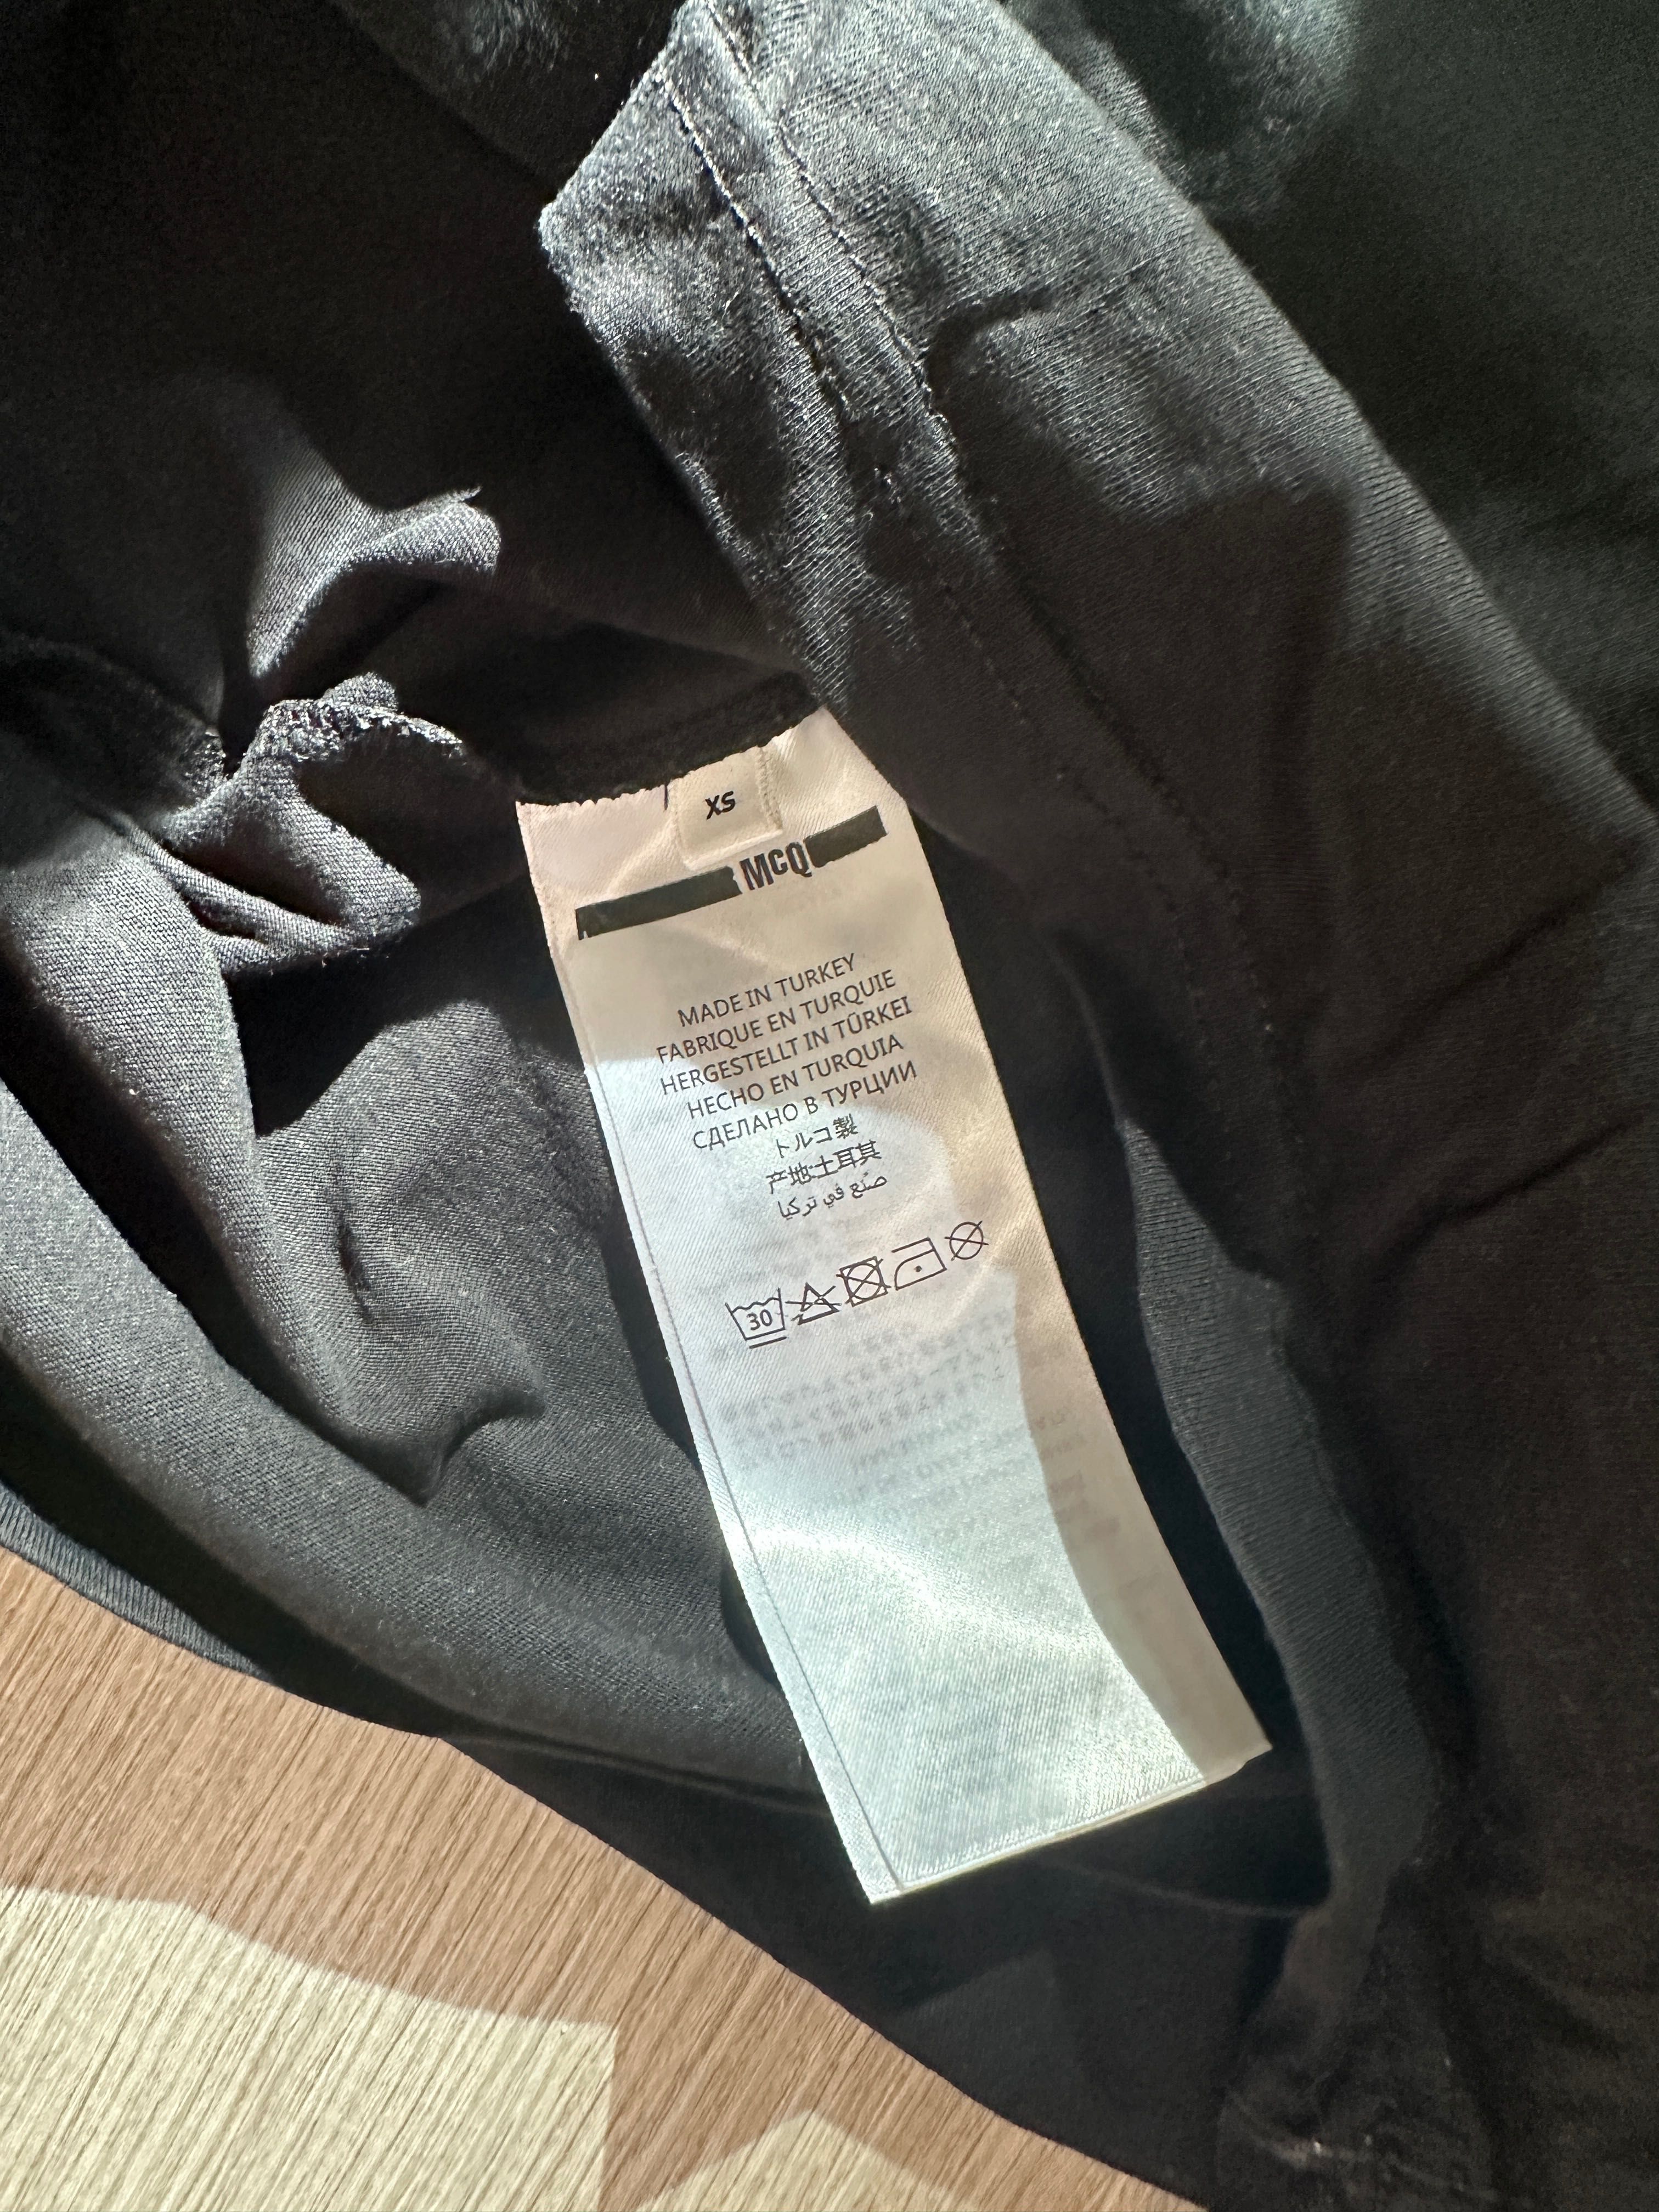 XS
McQ
MADE IN TURKEY
FABRIQUE EN TURQUIE
HERGESTELLT IN TÜRKEI
HECHO EN TURQUIA
СДЕЛАНО В ТУРЦИИ
トルコ製
产地:土耳其
صنع في تركيا
30